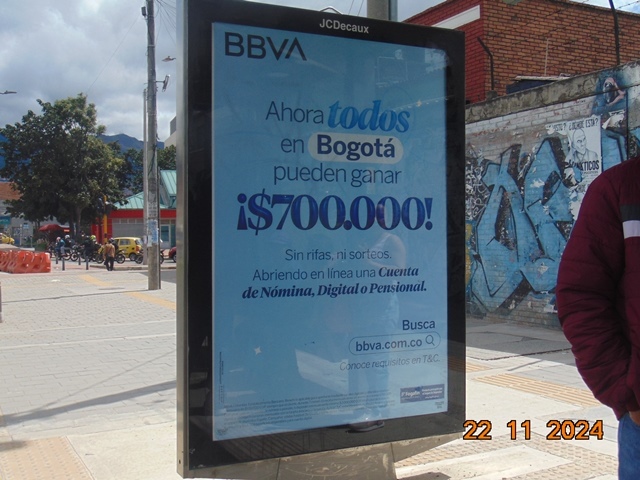 JCDecaux
BBVA
Ahora todos
en Bogotá
pueden ganar
¡$700.000!
Sin rifas, ni sorteos.
Abriendo en línea una Cuenta
de Nómina, Digital o Pensional.
Busca
bbva.com.co
Conoce requisitos en T&C.
22 11 2024